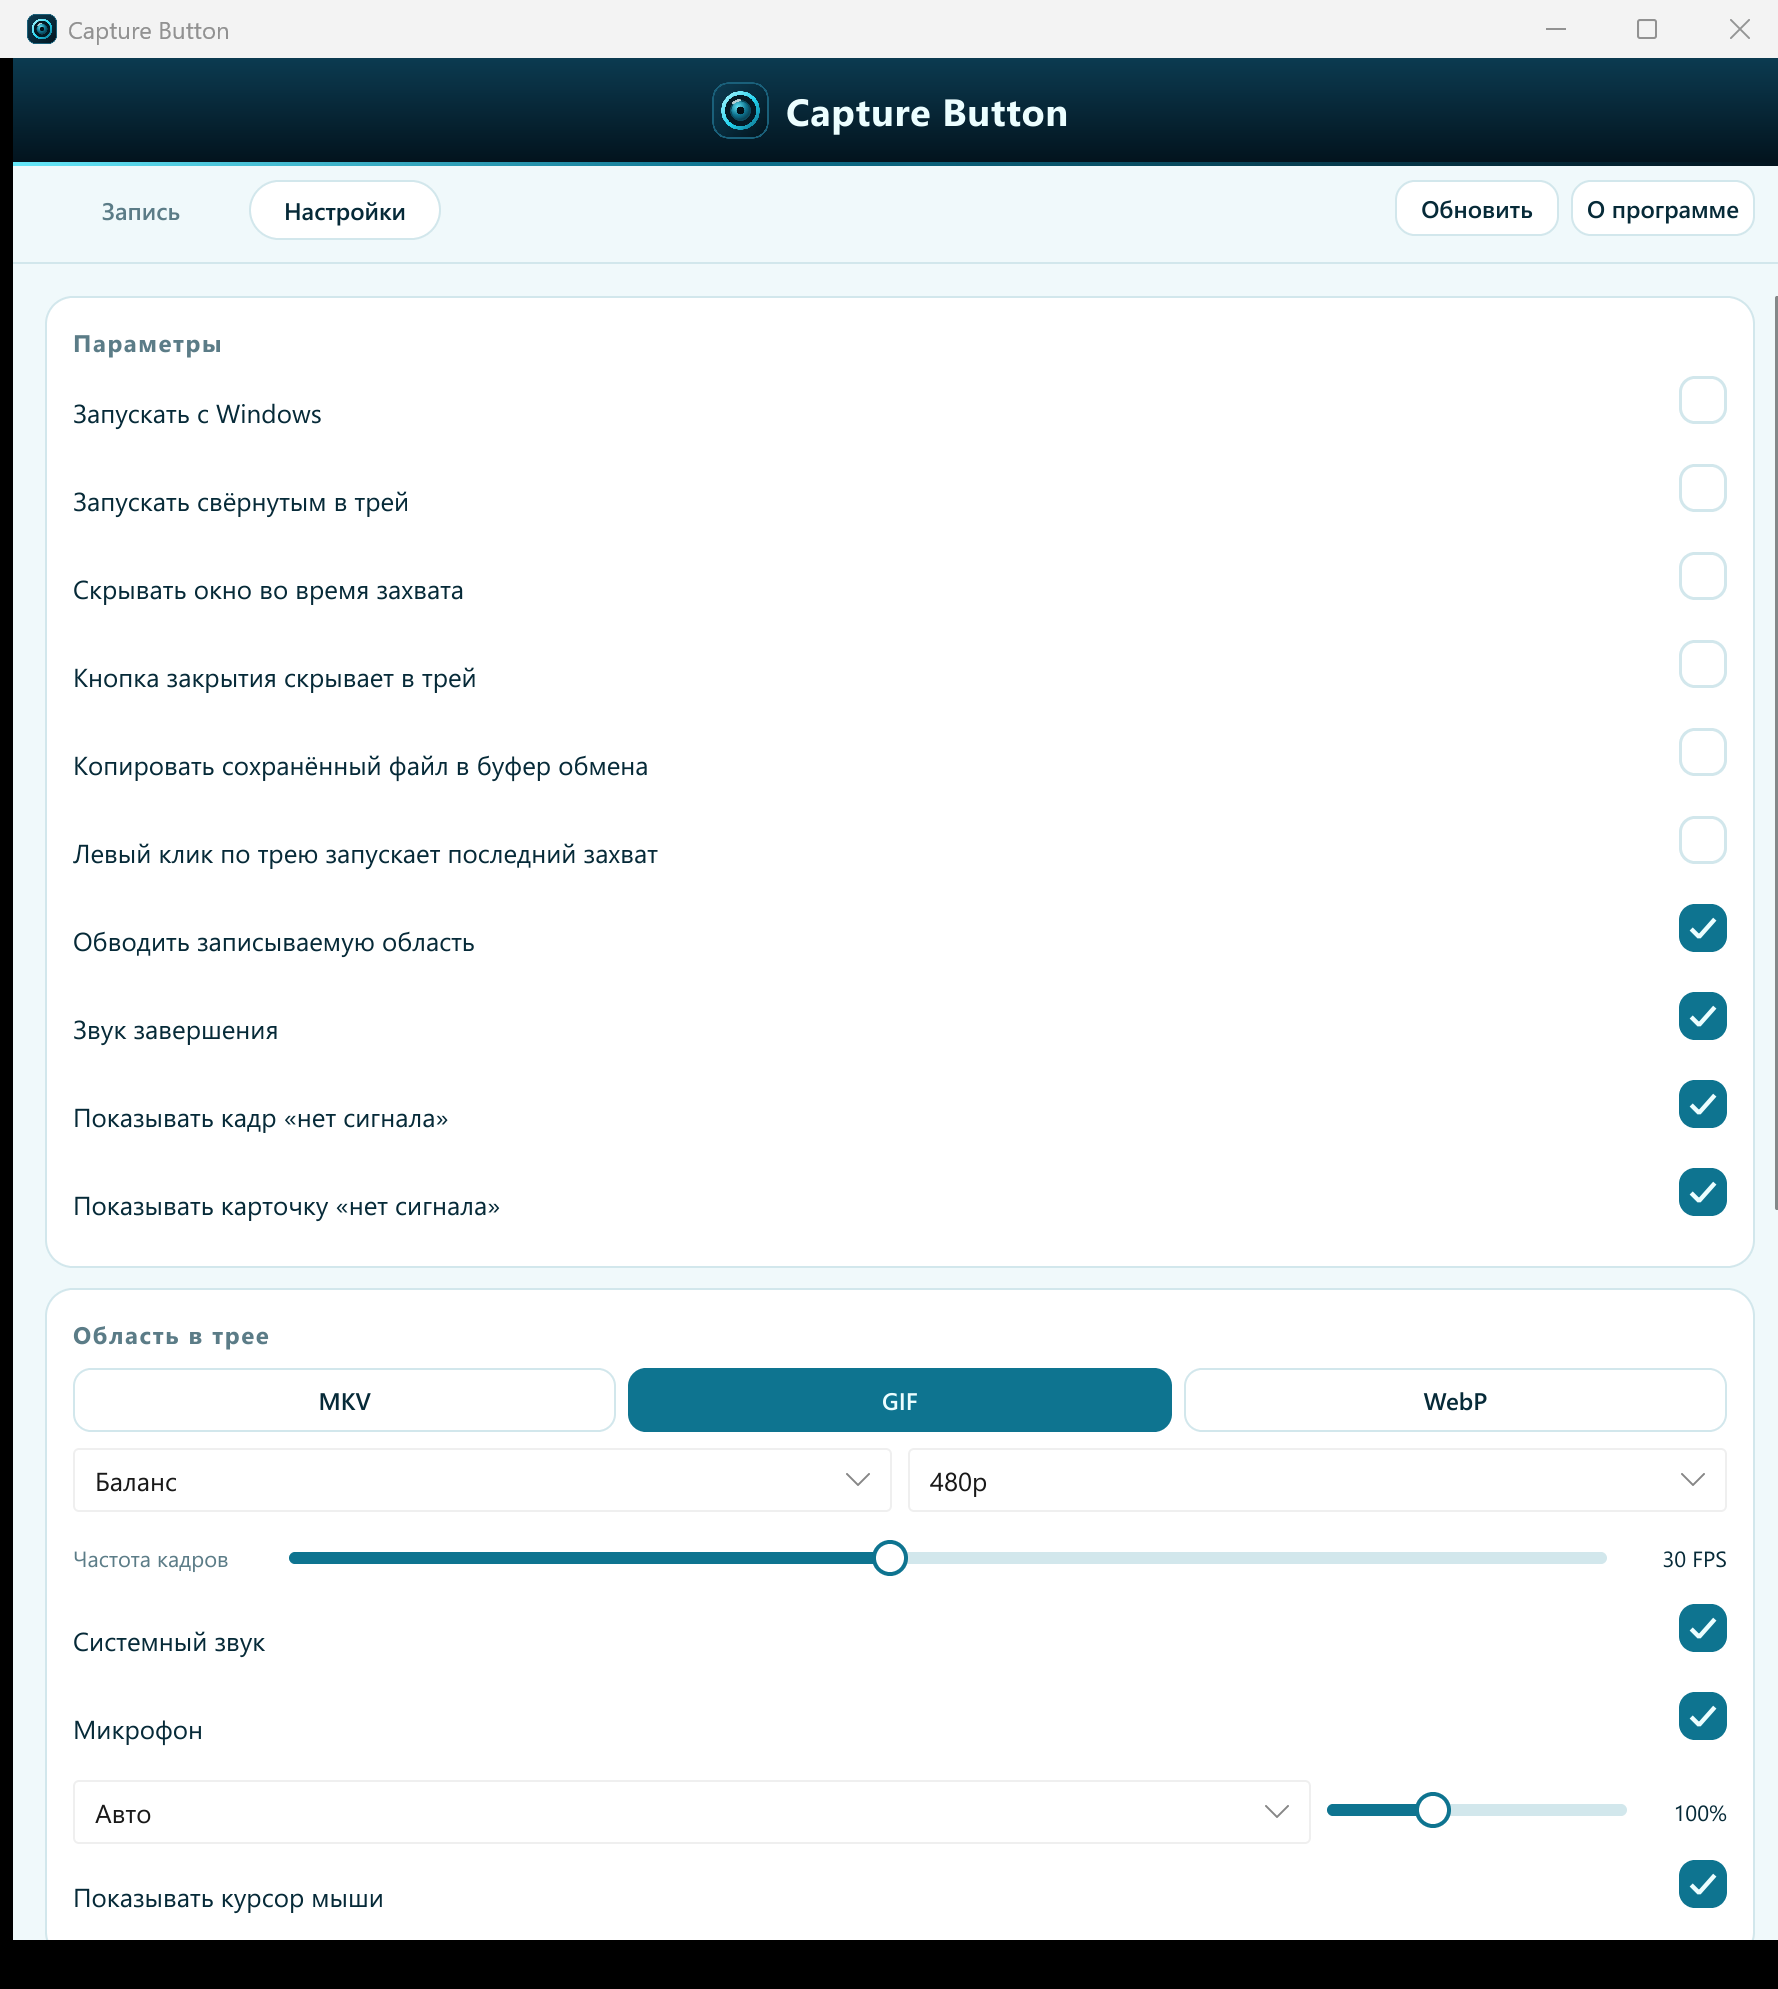 Capture Button
Capture Button
Запись
Настройки
Обновить
О программе
Параметры
Запускать с Windows
Запускать свёрнутым в трей
Скрывать окно во время захвата
Кнопка закрытия скрывает в трей
Копировать сохранённый файл в буфер обмена
Левый клик по трею запускает последний захват
Обводить записываемую область
Звук завершения
Показывать кадр «нет сигнала»
Показывать карточку «нет сигнала»
Область в трее
MKV
GIF
WebP
Баланс
480p
Частота кадров
30 FPS
Системный звук
Микрофон
Авто
100%
Показывать курсор мыши